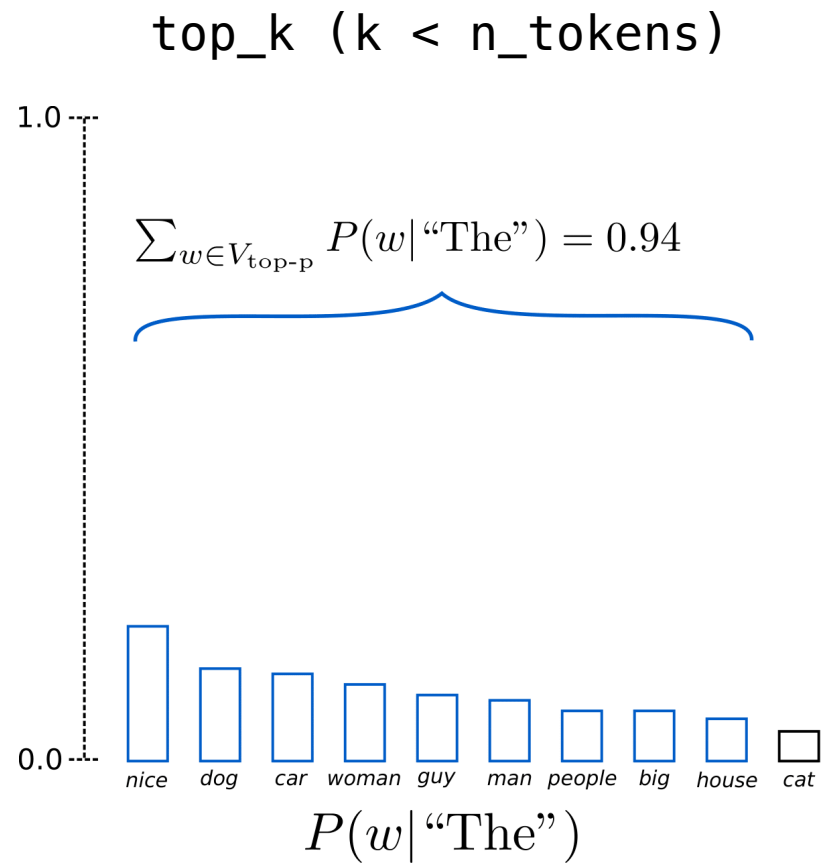 top_k (k < n_tokens)
1.0
∑w∈Vtop-p P(w|“The”) = 0.94
0.0
nice dog car woman guy man people big house cat
P(w|“The”)